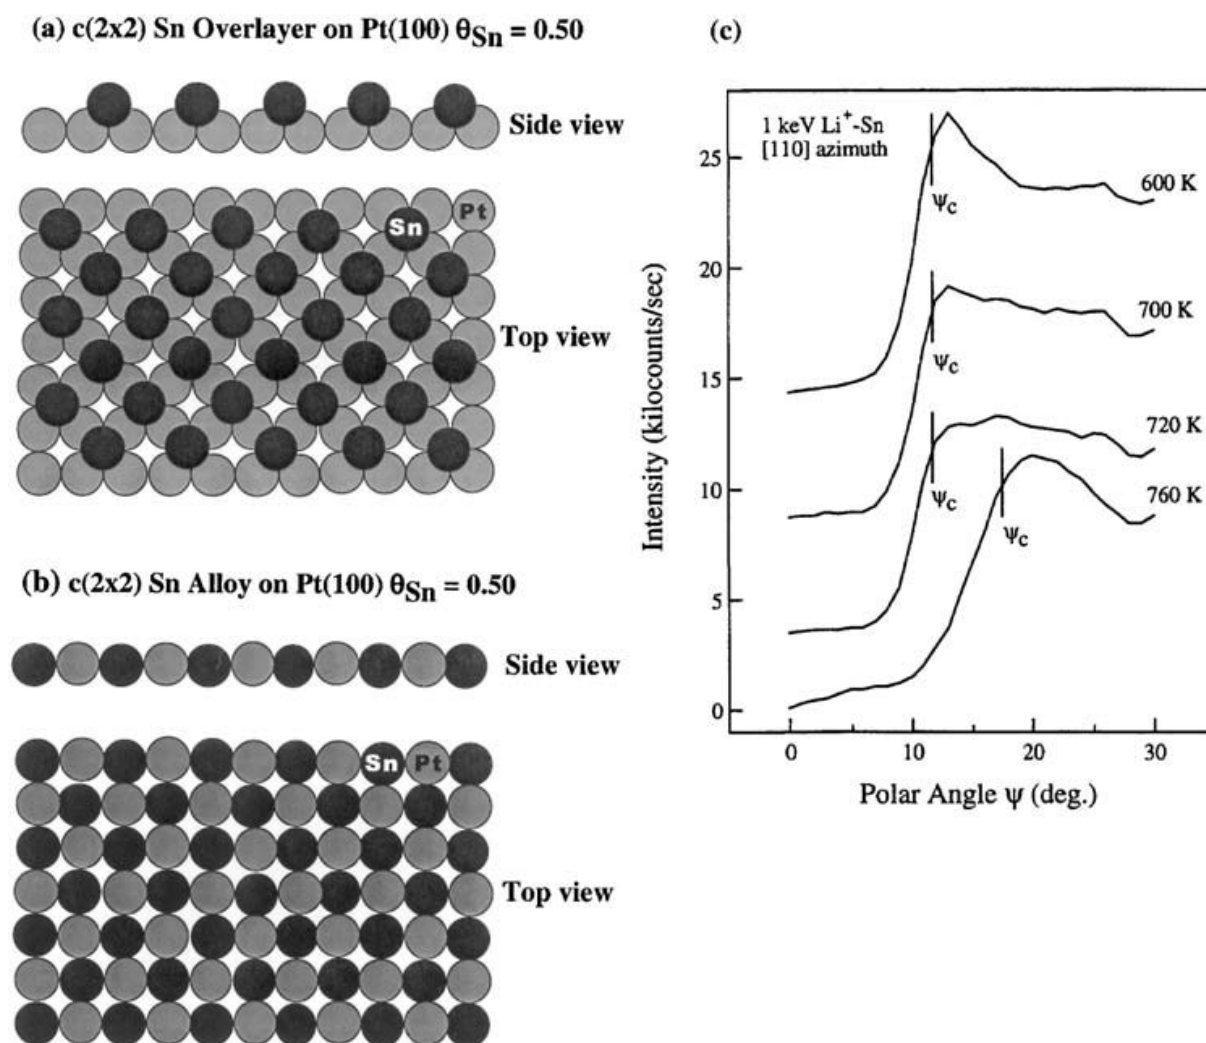 (a) c(2x2) Sn Overlayer on Pt(100) θSn = 0.50
Side view
Pt
Sn
Top view
(b) c(2x2) Sn Alloy on Pt(100) θSn = 0.50
Side view
Sn Pt
Top view
(c)
1 keV Li+-Sn
[110] azimuth
600 K
ψc
700 K
ψc
720 K
ψc
760 K
ψc
Intensity (kilocounts/sec)
25
20
15
10
5
0
0 10 20 30
Polar Angle ψ (deg.)